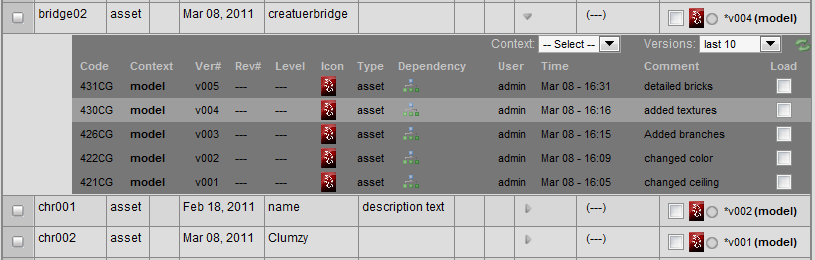 bridge02 asset Mar 08, 2011 creatuerbridge (---) *v004 (model)
Context: -- Select -- Versions: last 10
Code Context Ver# Rev# Level Icon Type Dependency User Time Comment Load
431CG model v005 --- --- asset admin Mar 08 - 16:31 detailed bricks
430CG model v004 --- --- asset admin Mar 08 - 16:16 added textures
426CG model v003 --- --- asset admin Mar 08 - 16:15 Added branches
422CG model v002 --- --- asset admin Mar 08 - 16:09 changed color
421CG model v001 --- --- asset admin Mar 08 - 16:05 changed ceiling
chr001 asset Feb 18, 2011 name description text (---) *v002 (model)
chr002 asset Mar 08, 2011 Clumzy (---) *v001 (model)